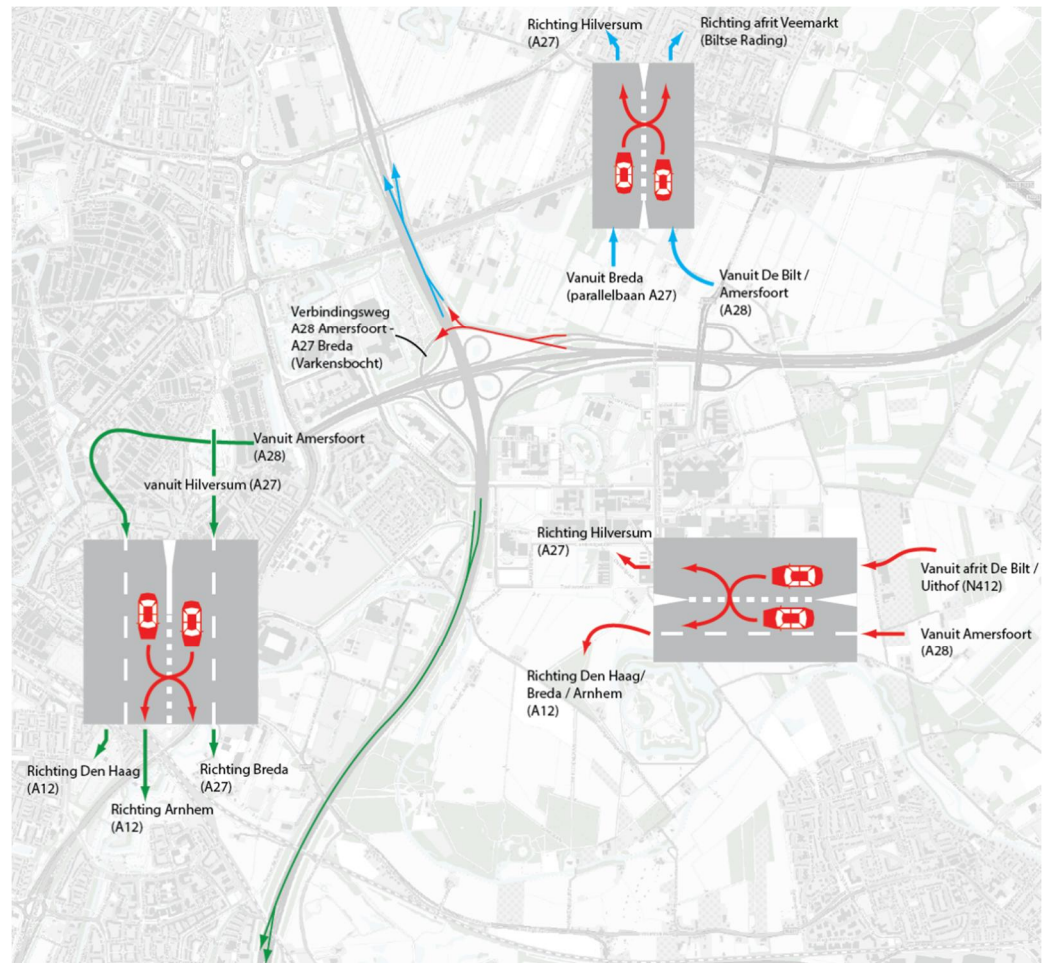 Richting Hilversum
(A27)
Richting afrit Veemarkt
(Biltse Rading)
Vanuit Breda
(parallelbaan A27)
Vanuit De Bilt /
Amersfoort
(A28)
Verbindingsweg
A28 Amersfoort -
A27 Breda
(Varkensbocht)
Vanuit Amersfoort
(A28)
vanuit Hilversum (A27)
Richting Den Haag
(A12)
Richting Arnhem
(A12)
Richting Breda
(A27)
Richting Hilversum
(A27)
Vanuit afrit De Bilt /
Uithof (N412)
Vanuit Amersfoort
(A28)
Richting Den Haag/
Breda / Arnhem
(A12)